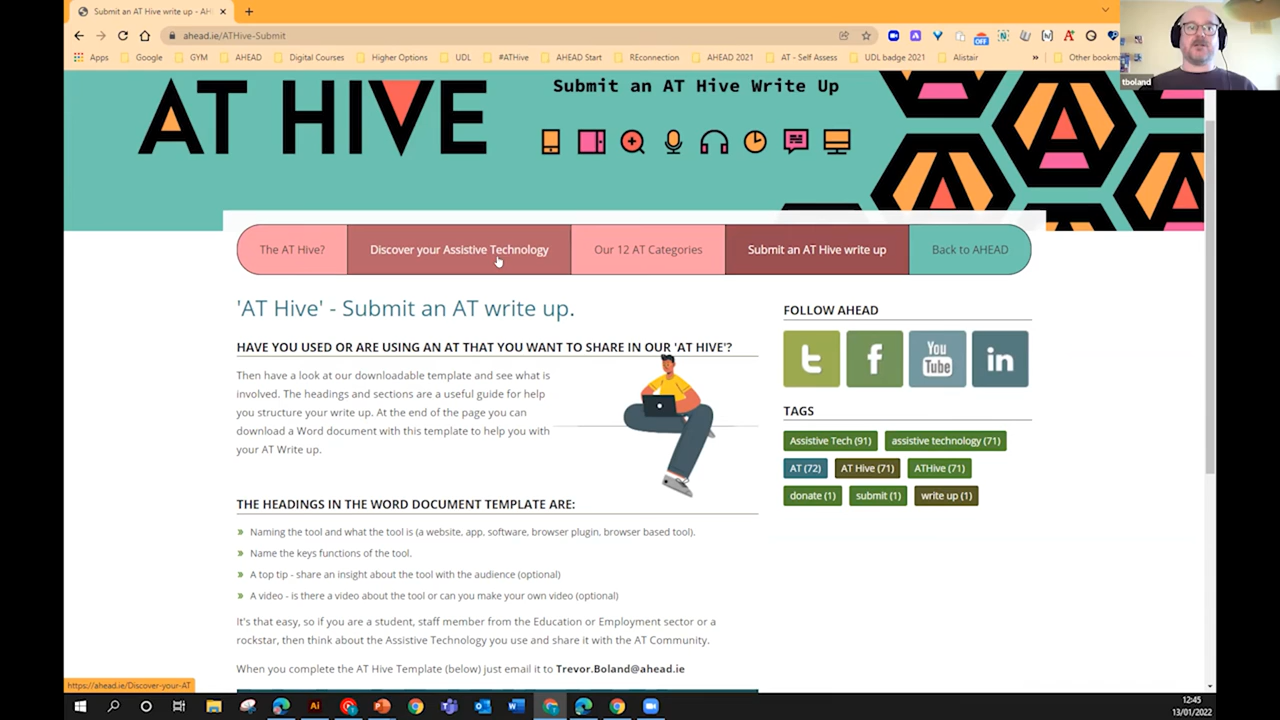 Submit an AT Hive write up - AH
ahead.ie/ATHive-Submit
Apps
Google
GYM
AHEAD
Digital Courses
Higher Options
UDL
#ATHive
AHEAD Start
REconnection
AHEAD 2021
AT - Self Assess
UDL badge 2021
Alistair
Other bookma
tboland
AT HIVE
Submit an AT Hive Write Up
The AT Hive?
Discover your Assistive Technology
Our 12 AT Categories
Submit an AT Hive write up
Back to AHEAD
'AT Hive' - Submit an AT write up.
HAVE YOU USED OR ARE USING AN AT THAT YOU WANT TO SHARE IN OUR 'AT HIVE'?
Then have a look at our downloadable template and see what is
involved. The headings and sections are a useful guide for help
you structure your write up. At the end of the page you can
download a Word document with this template to help you with
your AT Write up.
THE HEADINGS IN THE WORD DOCUMENT TEMPLATE ARE:
Naming the tool and what the tool is (a website, app, software, browser plugin, browser based tool).
Name the keys functions of the tool.
A top tip - share an insight about the tool with the audience (optional)
A video - is there a video about the tool or can you make your own video (optional)
It's that easy, so if you are a student, staff member from the Education or Employment sector or a
rockstar, then think about the Assistive Technology you use and share it with the AT Community.
When you complete the AT Hive Template (below) just email it to Trevor.Boland@ahead.ie
FOLLOW AHEAD
You
Tube
in
TAGS
Assistive Tech (91)
assistive technology (71)
AT (72)
AT Hive (71)
ATHive (71)
donate (1)
submit (1)
write up (1)
https://ahead.ie/Discover-your-AT
12:45
13/01/2022